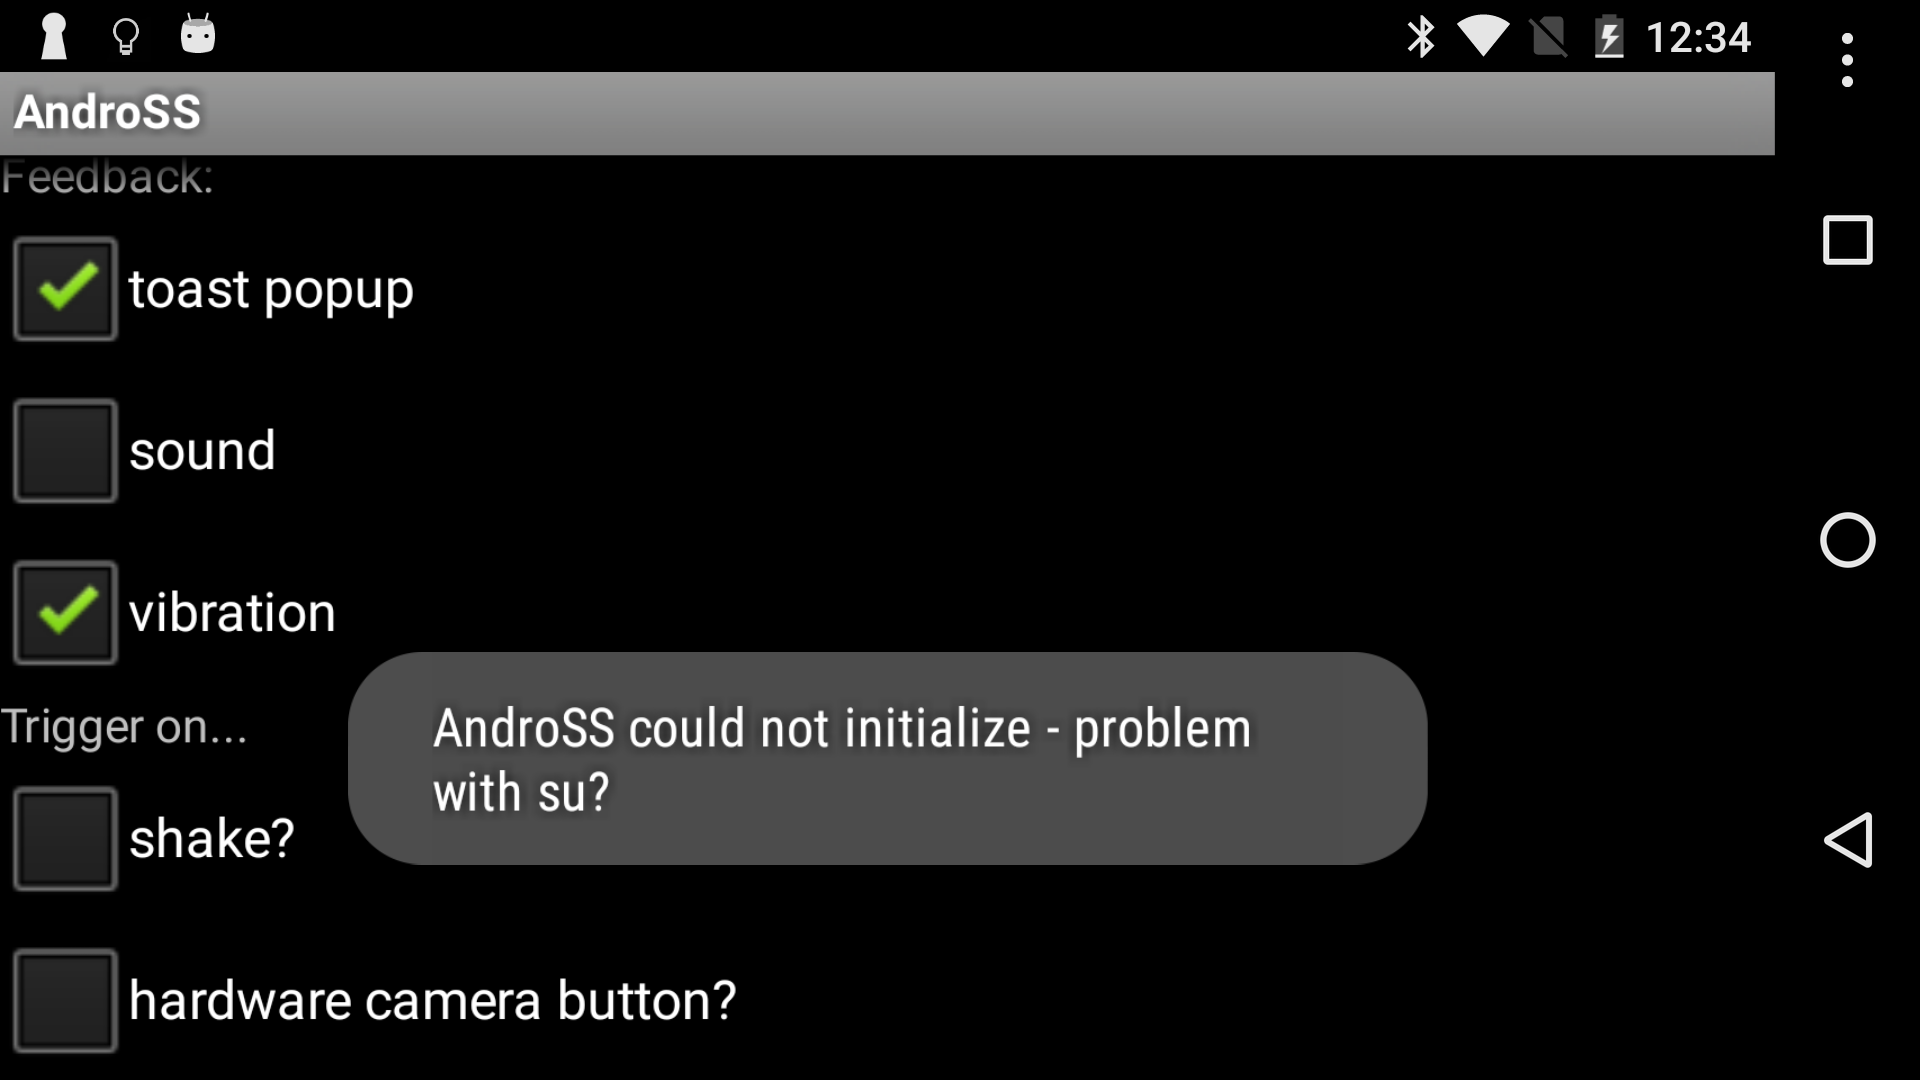 12:34
AndroSS
Feedback:
toast popup
sound
vibration
Trigger on...
AndroSS could not initialize - problem
with su?
shake?
hardware camera button?